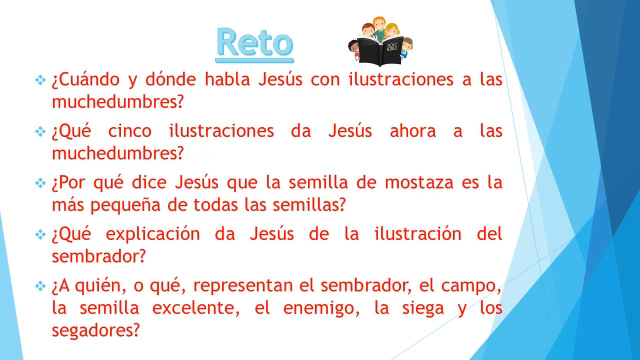 Reto
❖ ¿Cuándo y dónde habla Jesús con ilustraciones a las
muchedumbres?
❖ ¿Qué cinco ilustraciones da Jesús ahora a las
muchedumbres?
❖ ¿Por qué dice Jesús que la semilla de mostaza es la
más pequeña de todas las semillas?
❖ ¿Qué explicación da Jesús de la ilustración del
sembrador?
❖ ¿A quién, o qué, representan el sembrador, el campo,
la semilla excelente, el enemigo, la siega y los
segadores?